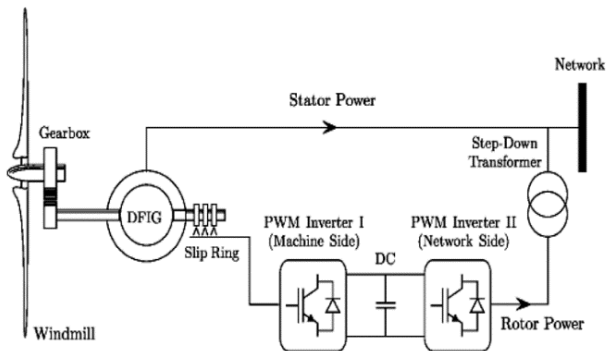 Network
Stator Power
Gearbox
Step-Down
Transformer
DFIG
PWM Inverter I
(Machine Side)
PWM Inverter II
(Network Side)
Slip Ring
DC
Rotor Power
Windmill